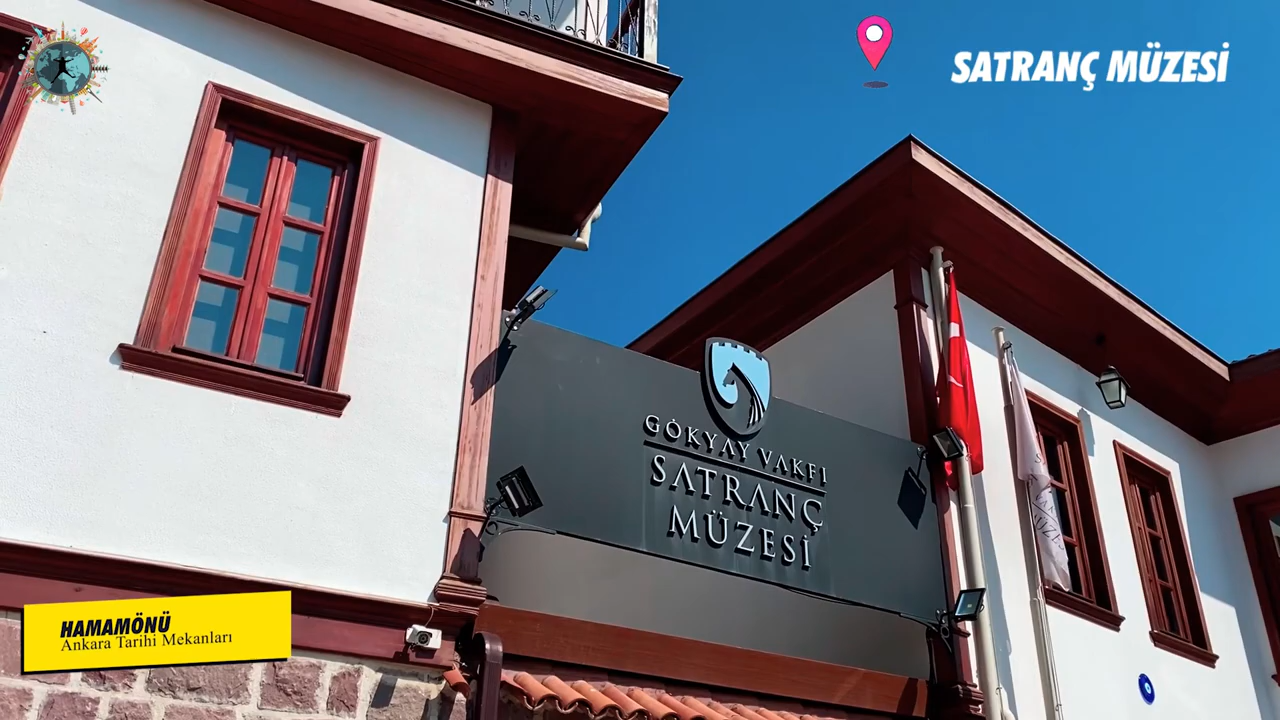 SATRANÇ MÜZESİ
GÖKYAY VAKFI
SATRANÇ
MÜZESİ
HAMAMÖNÜ
Ankara Tarihi Mekanları